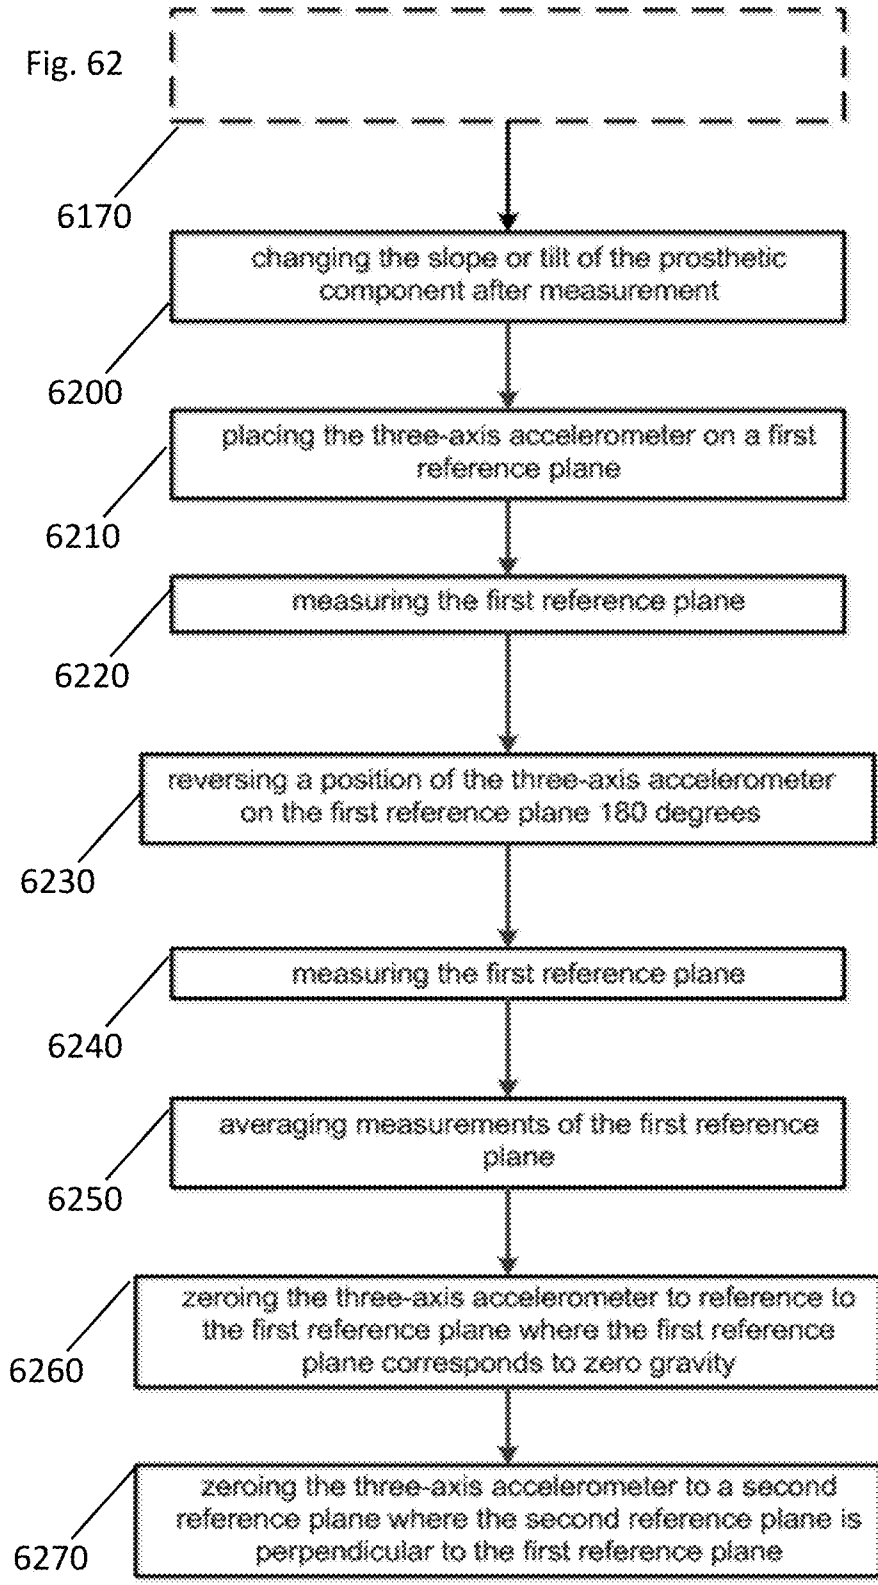 Fig. 62
6170
changing the slope or tilt of the prosthetic
component after measurement
6200
placing the three-axis accelerometer on a first
reference plane
6210
measuring the first reference plane
6220
reversing a position of the three-axis accelerometer
on the first reference plane 180 degrees
6230
measuring the first reference plane
6240
averaging measurements of the first reference
plane
6250
zeroing the three-axis accelerometer to reference to
the first reference plane where the first reference
plane corresponds to zero gravity
6260
zeroing the three-axis accelerometer to a second
reference plane where the second reference plane is
perpendicular to the first reference plane
6270